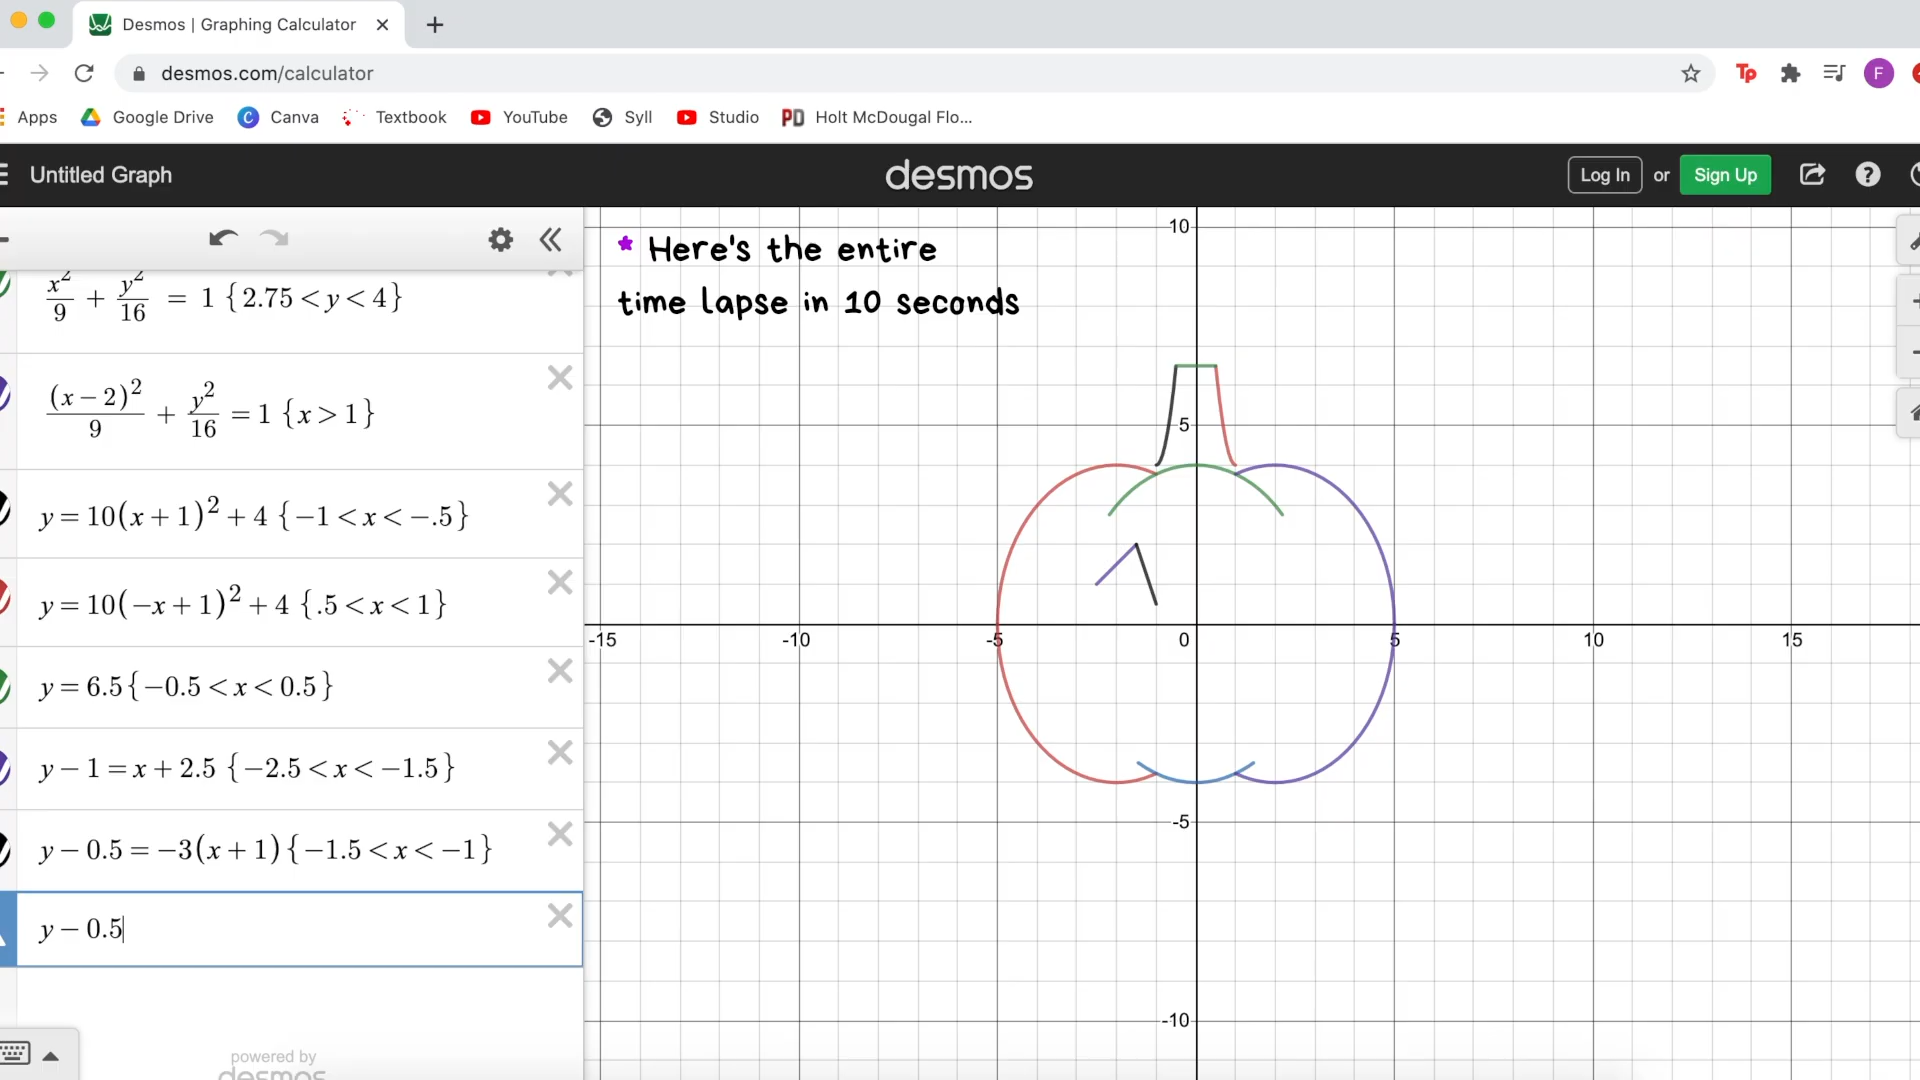 Desmos | Graphing Calculator
desmos.com/calculator
Tp
F
Apps
Google Drive
Canva
Textbook
YouTube
Syll
Studio
PD
Holt McDougal Flo...
Untitled Graph
desmos
Log In
or
Sign Up
x²/9 + y²/16 = 1 {2.75 < y < 4}
(x − 2)²/9 + y²/16 = 1 {x > 1}
y = 10(x + 1)² + 4 {−1 < x < −.5}
y = 10(−x + 1)² + 4 {.5 < x < 1}
y = 6.5{−0.5 < x < 0.5}
y − 1 = x + 2.5 {−2.5 < x < −1.5}
y − 0.5 = −3(x + 1){−1.5 < x < −1}
y − 0.5
powered by
desmos
* Here's the entire
time lapse in 10 seconds
10
5
-15
-10
-5
0
5
10
15
-5
-10